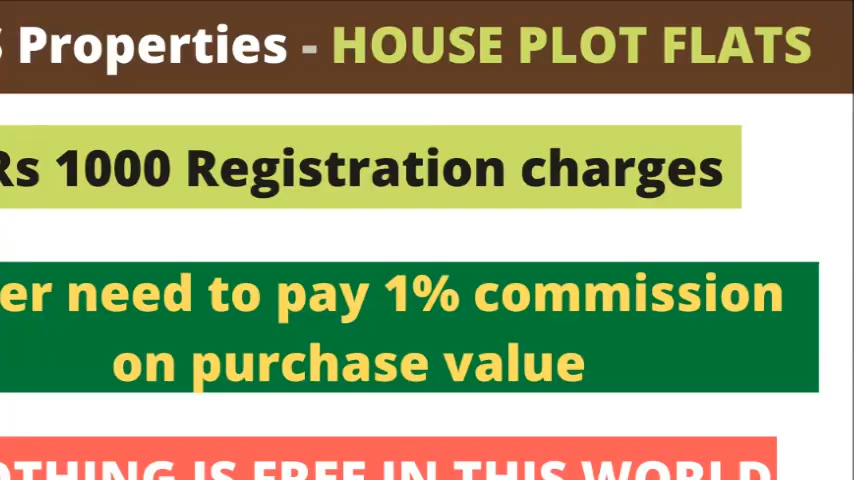 Properties - HOUSE PLOT FLATS
Rs 1000 Registration charges
need to pay 1% commission
on purchase value
NOTHING IS FREE IN THIS WORLD